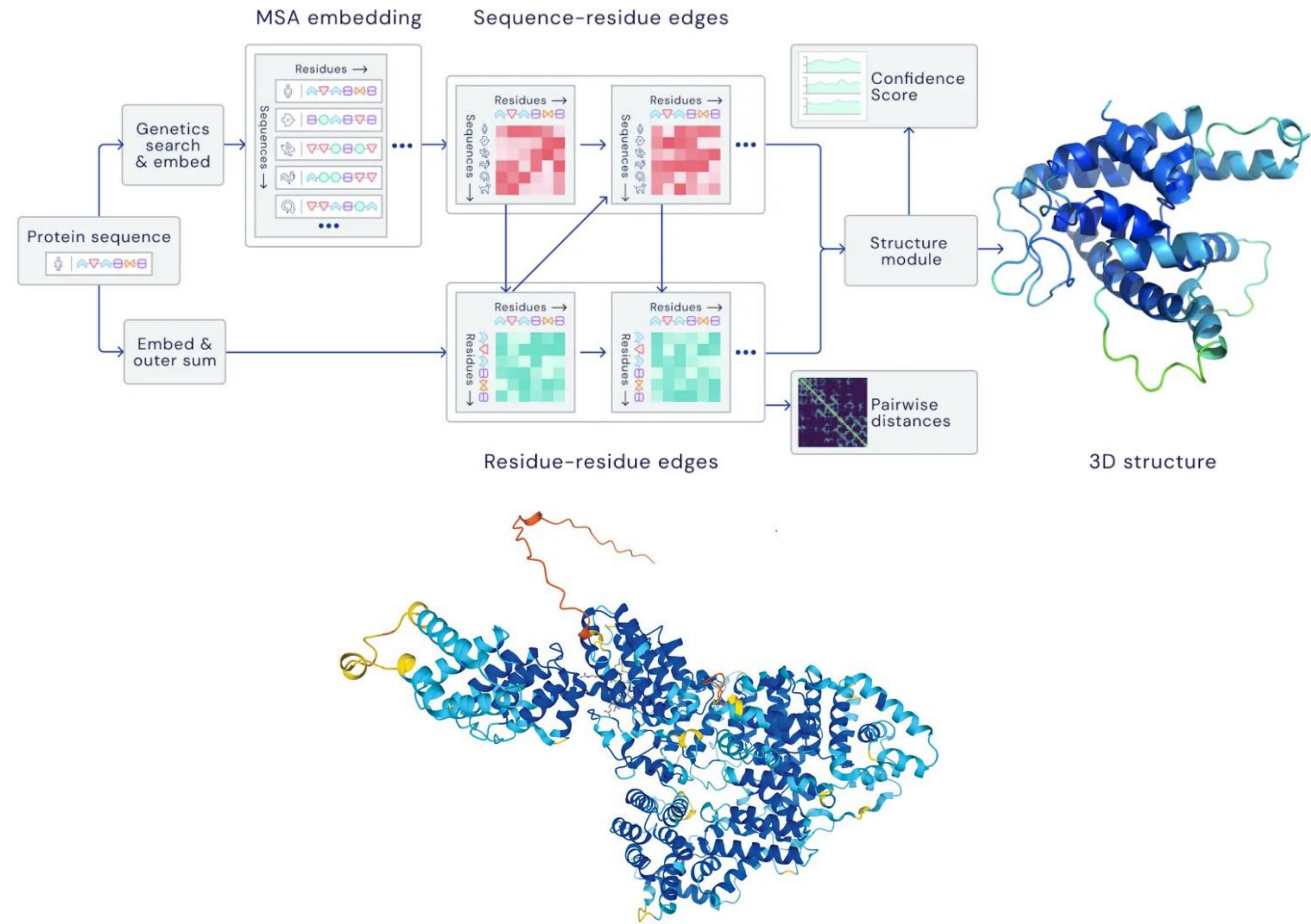 MSA embedding
Sequence–residue edges
Residues →
Sequences →
Genetics
search
& embed
Protein sequence
Embed &
outer sum
Residues →
Sequences →
Residues →
Sequences →
Confidence
Score
Structure
module
Residues →
Residues →
Residues →
Residues →
Pairwise
distances
Residue–residue edges
3D structure